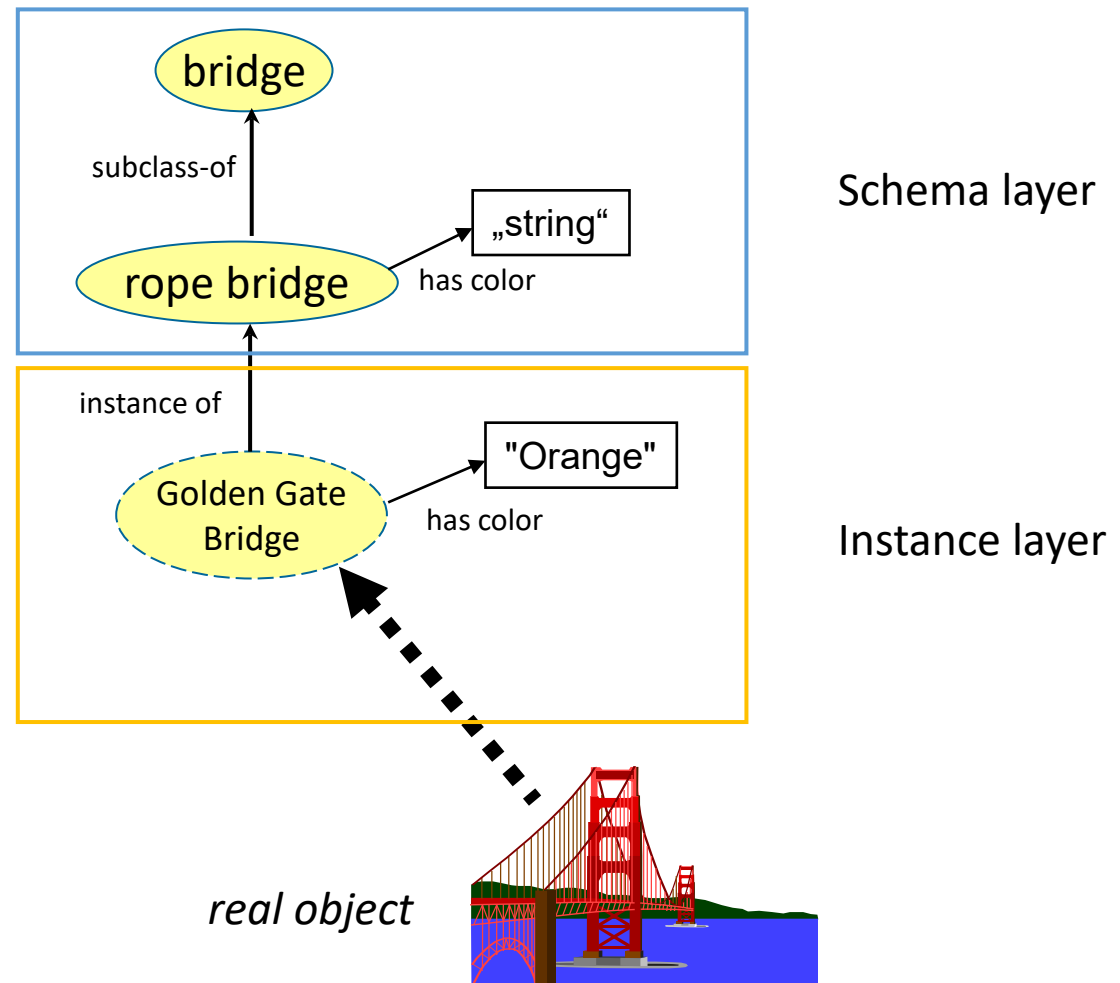 bridge
subclass-of
Schema layer
„string“
rope bridge
has color
instance of
"Orange"
Golden Gate
Bridge
has color
Instance layer
real object